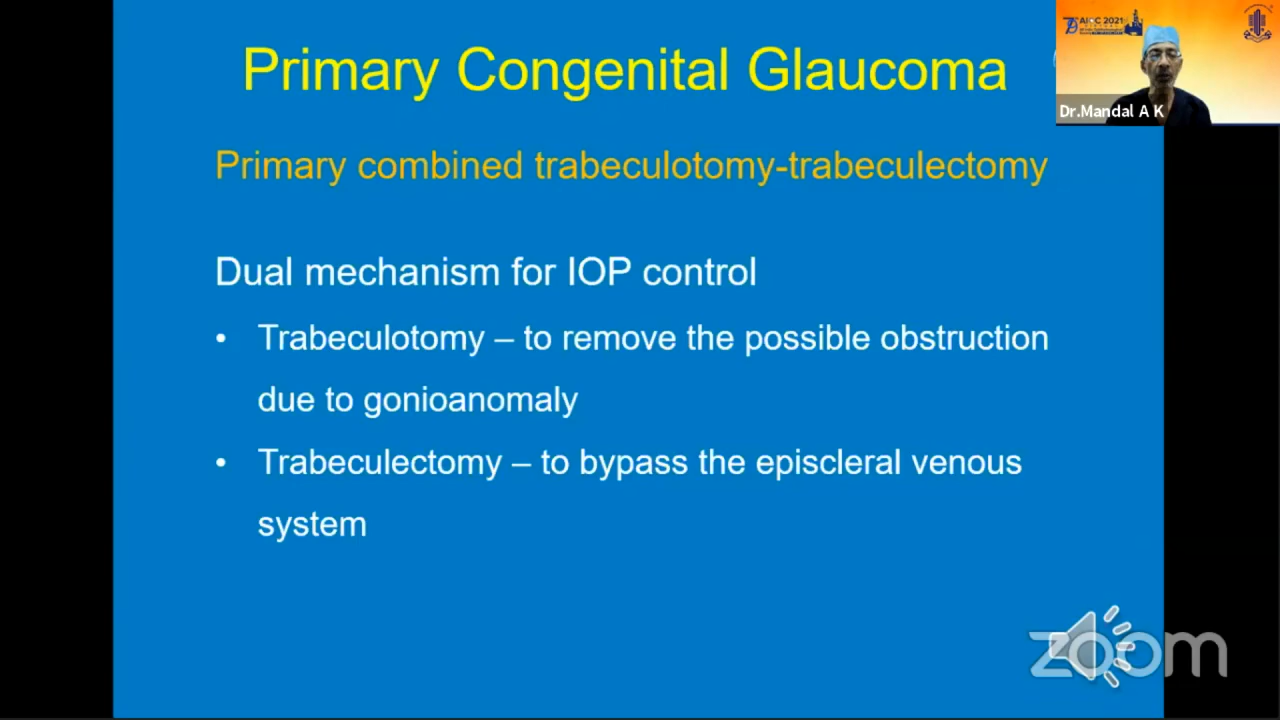 Primary Congenital Glaucoma
Primary combined trabeculotomy-trabeculectomy
Dual mechanism for IOP control
• Trabeculotomy – to remove the possible obstruction
due to gonioanomaly
• Trabeculectomy – to bypass the episcleral venous
system
2021
Dr.Mandal A K
zoom